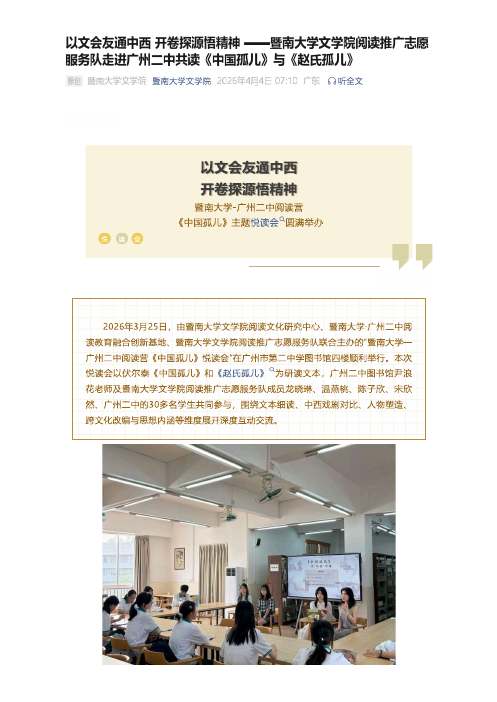 以文会友通中西 开卷探源悟精神 ——暨南大学文学院阅读推广志愿
服务队走进广州二中共读《中国孤儿》与《赵氏孤儿》
原创 暨南大学文学院 暨南大学文学院 2026年4月4日 07:10 广东 听全文
以文会友通中西
开卷探源悟精神
暨南大学-广州二中阅读营
《中国孤儿》主题悦读会圆满举办
悦 读 会
2026年3月25日，由暨南大学文学院阅读文化研究中心、暨南大学·广州二中阅
读教育融合创新基地、暨南大学文学院阅读推广志愿服务队联合主办的“暨南大学—
广州二中阅读营《中国孤儿》悦读会”在广州市第二中学图书馆四楼顺利举行。本次
悦读会以伏尔泰《中国孤儿》和《赵氏孤儿》为研读文本，广州二中图书馆尹浪
花老师及暨南大学文学院阅读推广志愿服务队成员龙晓琳、温燕桃、陈子欣、宋欣
然、广州二中的30多名学生共同参与，围绕文本细读、中西戏剧对比、人物塑造、
跨文化改编与思想内涵等维度展开深度互动交流。